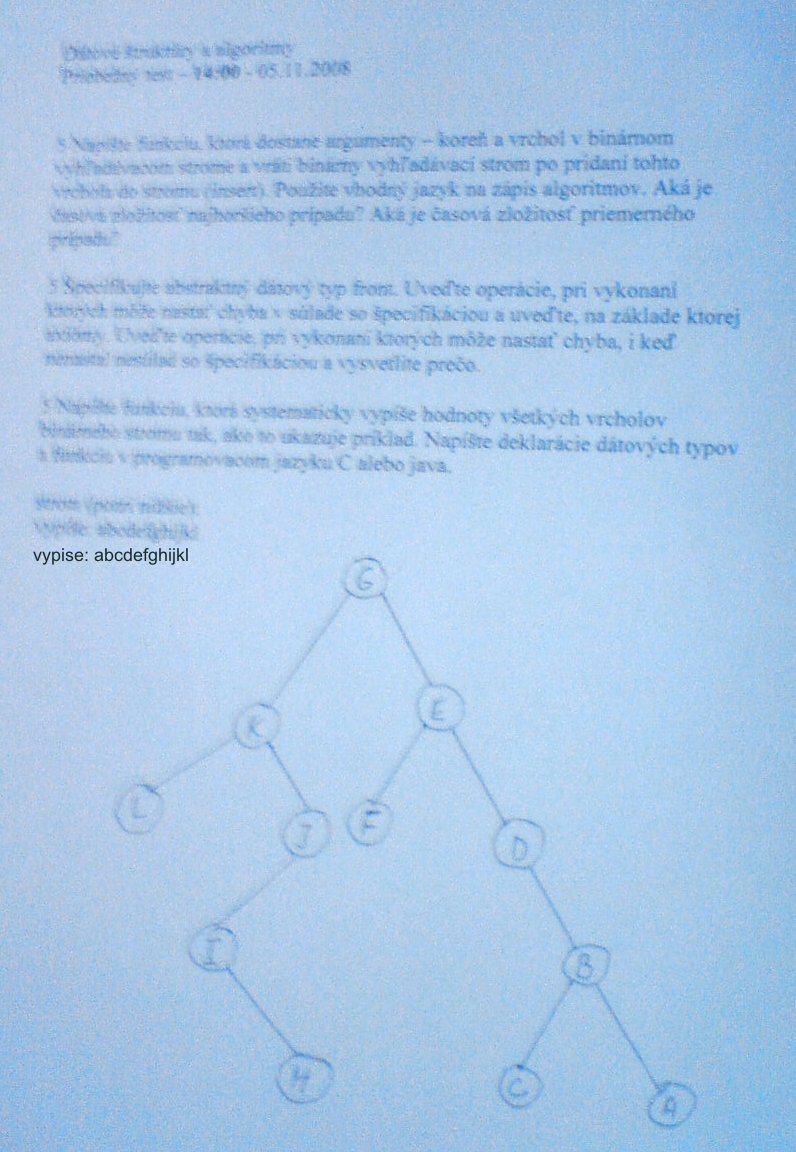 Dátové štruktúry a algoritmy
Priebežný test – 14:00 - 05.11.2008
5 Napíšte funkciu, ktorá dostane argumenty – koreň a vrchol v binárnom
vyhľadávacom strome a vráti binárny vyhľadávací strom po pridaní tohto
vrchola do stromu (insert). Použite vhodný jazyk na zápis algoritmov. Aká je
časová zložitosť najhoršieho prípadu? Aká je časová zložitosť priemerného
prípadu?
5 Špecifikujte abstraktný dátový typ front. Uveďte operácie, pri vykonaní
ktorých môže nastať chyba v súlade so špecifikáciou a uveďte, na základe ktorej
axiómy. Uveďte operácie, pri vykonaní ktorých môže nastať chyba, i keď
nenastal nesúlad so špecifikáciou a vysvetlite prečo.
5 Napíšte funkciu, ktorá systematicky vypíše hodnoty všetkých vrcholov
binárneho stromu tak, ako to ukazuje príklad. Napíšte deklarácie dátových typov
a funkciu v programovacom jazyku C alebo java.
strom (pozri nižšie):
vypíše: abcdefghijkl
vypise: abcdefghijkl
G
K
E
L
J
F
D
I
B
H
C
A